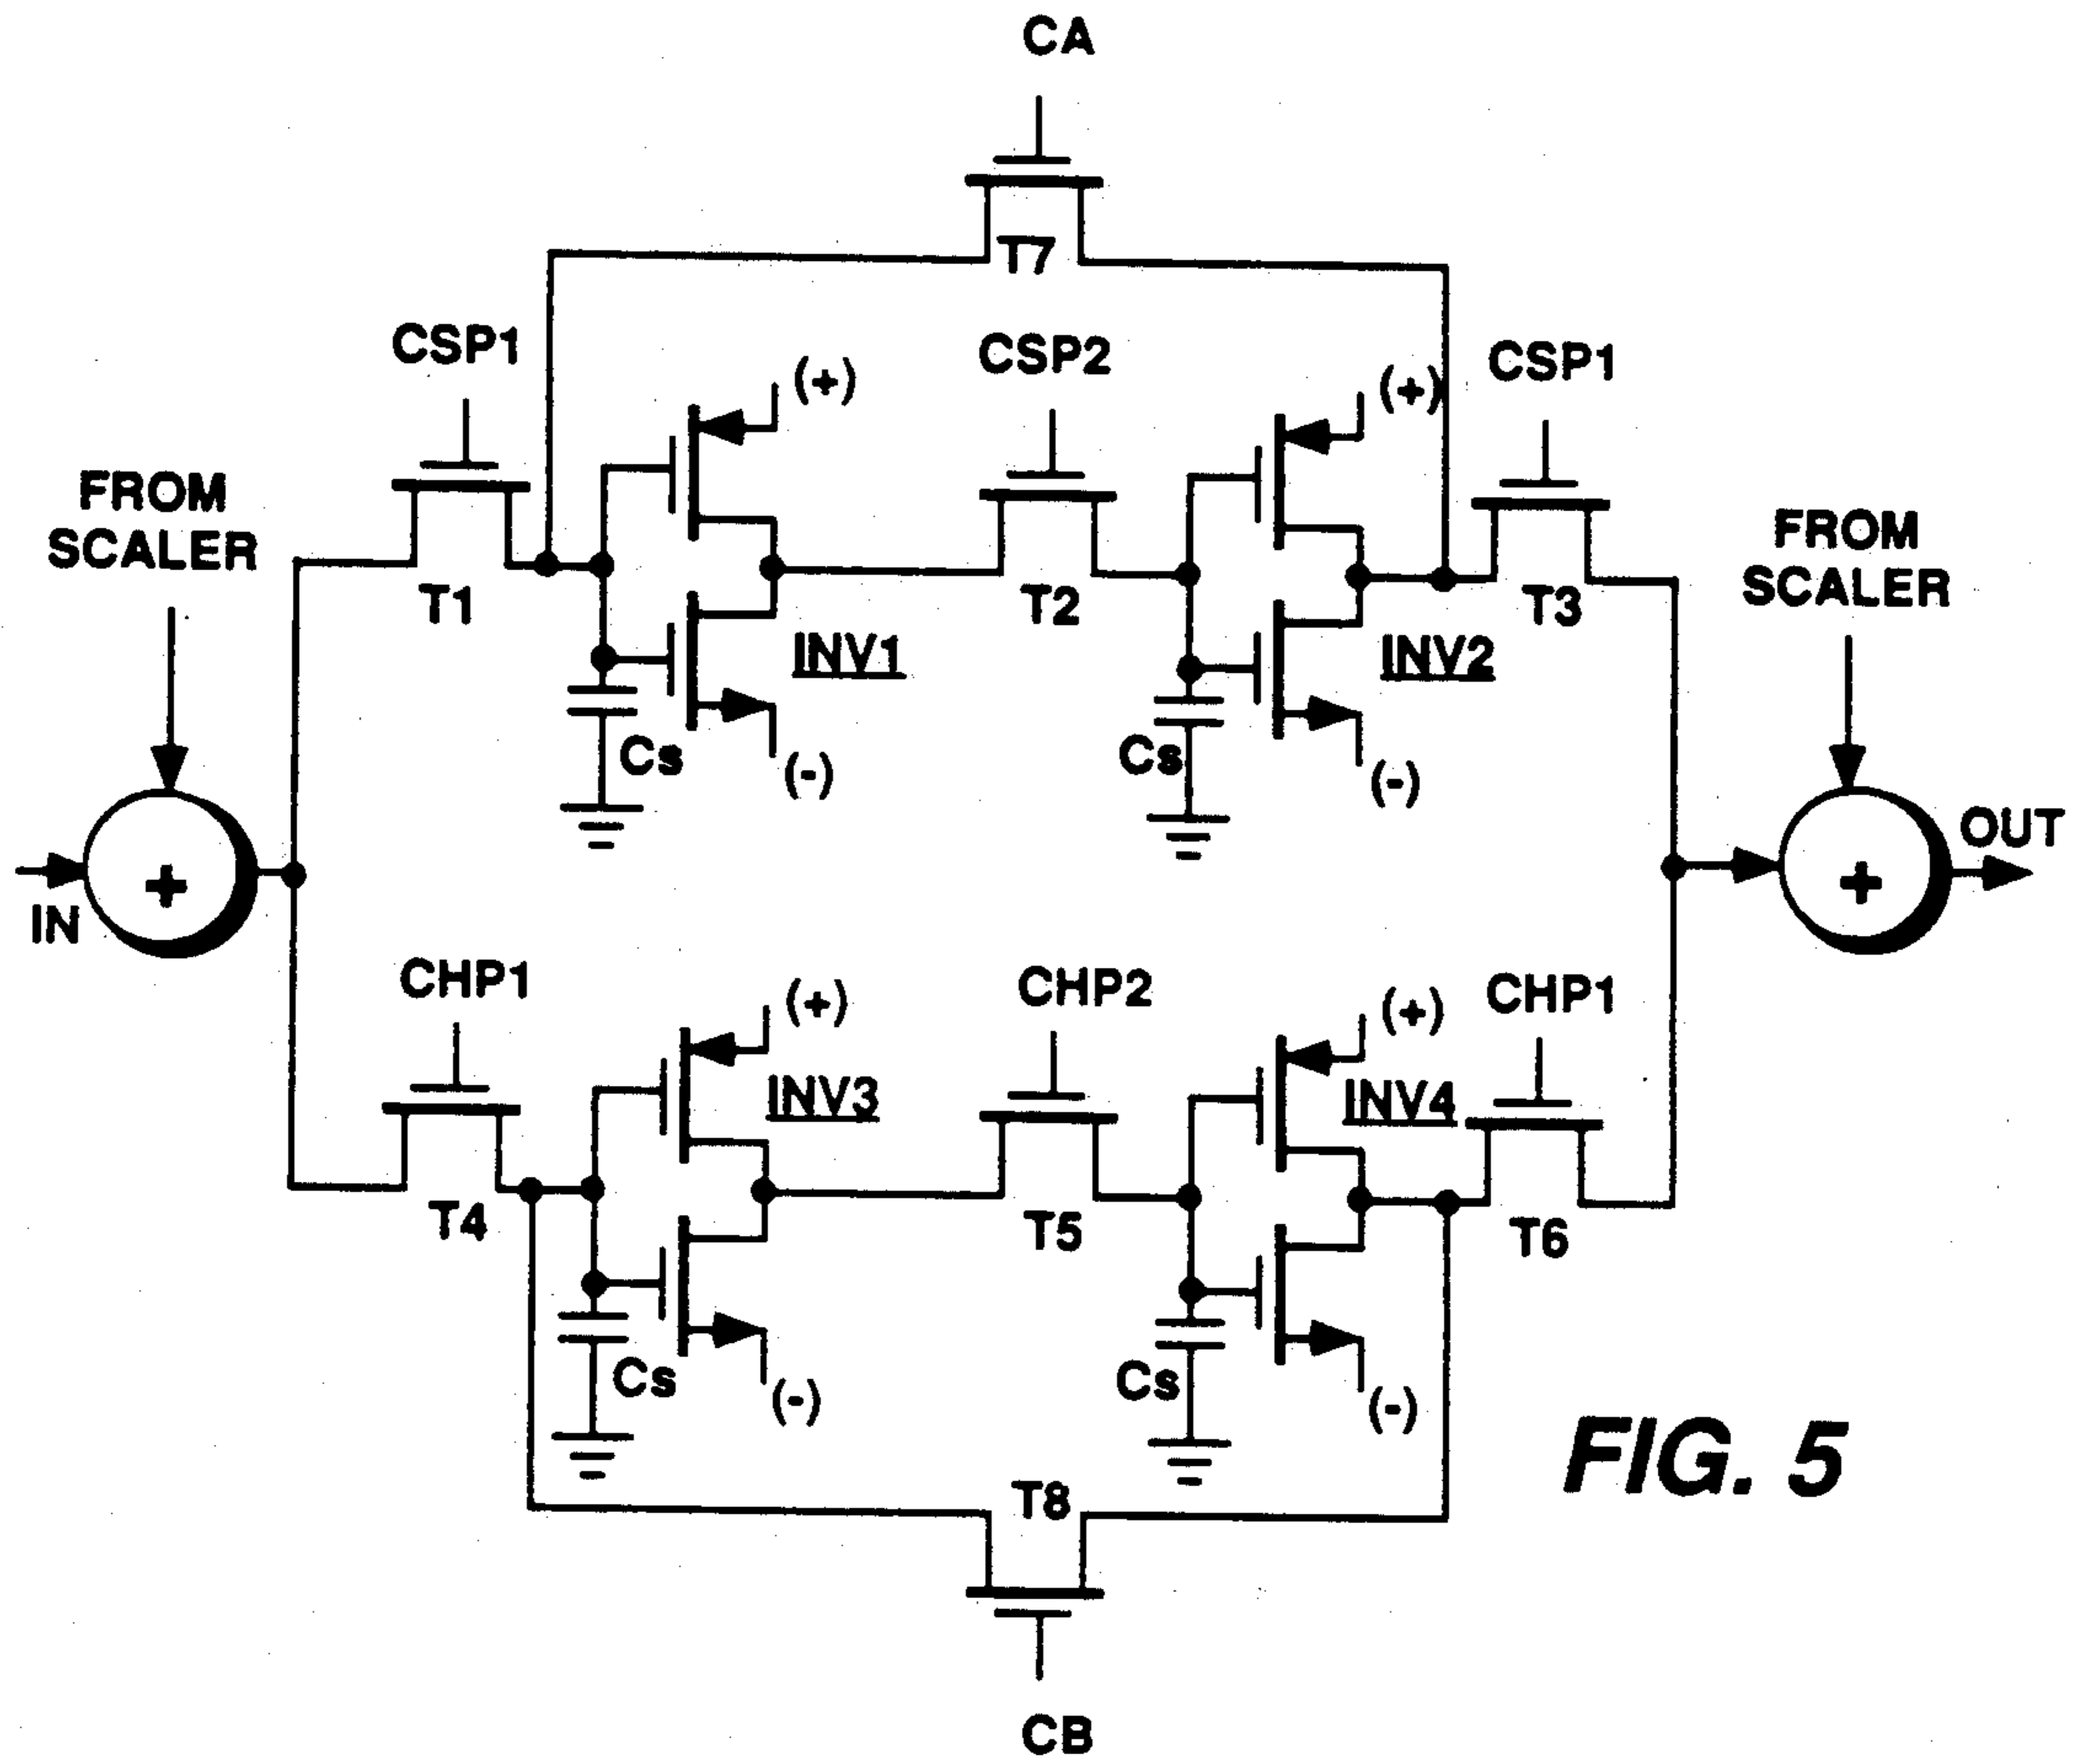 CA
T7
CSP1
CSP2
CSP1
(+)
(+)
FROM
SCALER
FROM
SCALER
T1
T2
T3
INV1
INV2
Cs
Cs
(-)
(-)
IN
+
+
OUT
CHP1
CHP2
CHP1
(+)
(+)
INV3
INV4
T4
T5
T6
Cs
Cs
(-)
(-)
T8
FIG. 5
CB